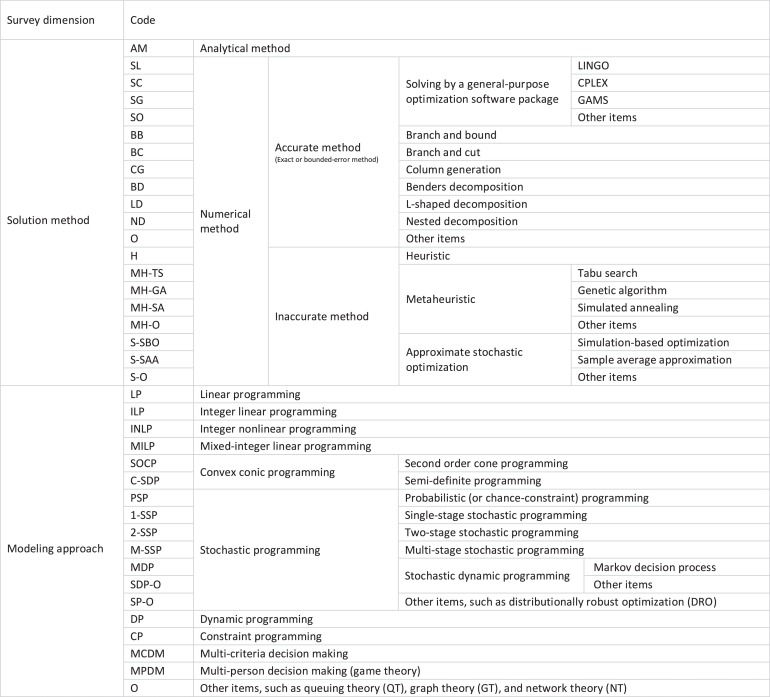 Survey dimension Code
AM Analytical method
SL LINGO
SC Solving by a general-purpose CPLEX
SG optimization software package GAMS
SO Other items
BB Branch and bound
Accurate method
BC Branch and cut
(Exact or bounded-error method)
CG Column generation
BD Benders decomposition
LD L-shaped decomposition
Solution method Numerical
ND Nested decomposition
method
O Other items
H Heuristic
MH-TS Tabu search
MH-GA Genetic algorithm
Metaheuristic
MH-SA Simulated annealing
Inaccurate method
MH-O Other items
S-SBO Simulation-based optimization
Approximate stochastic
S-SAA Sample average approximation
optimization
S-O Other items
LP Linear programming
ILP Integer linear programming
INLP Integer nonlinear programming
MILP Mixed-integer linear programming
SOCP Second order cone programming
Convex conic programming
C-SDP Semi-definite programming
PSP Probabilistic (or chance-constraint) programming
1-SSP Single-stage stochastic programming
2-SSP Two-stage stochastic programming
Modeling approach M-SSP Stochastic programming Multi-stage stochastic programming
MDP Markov decision process
Stochastic dynamic programming
SDP-O Other items
SP-O Other items, such as distributionally robust optimization (DRO)
DP Dynamic programming
CP Constraint programming
MCDM Multi-criteria decision making
MPDM Multi-person decision making (game theory)
O Other items, such as queuing theory (QT), graph theory (GT), and network theory (NT)